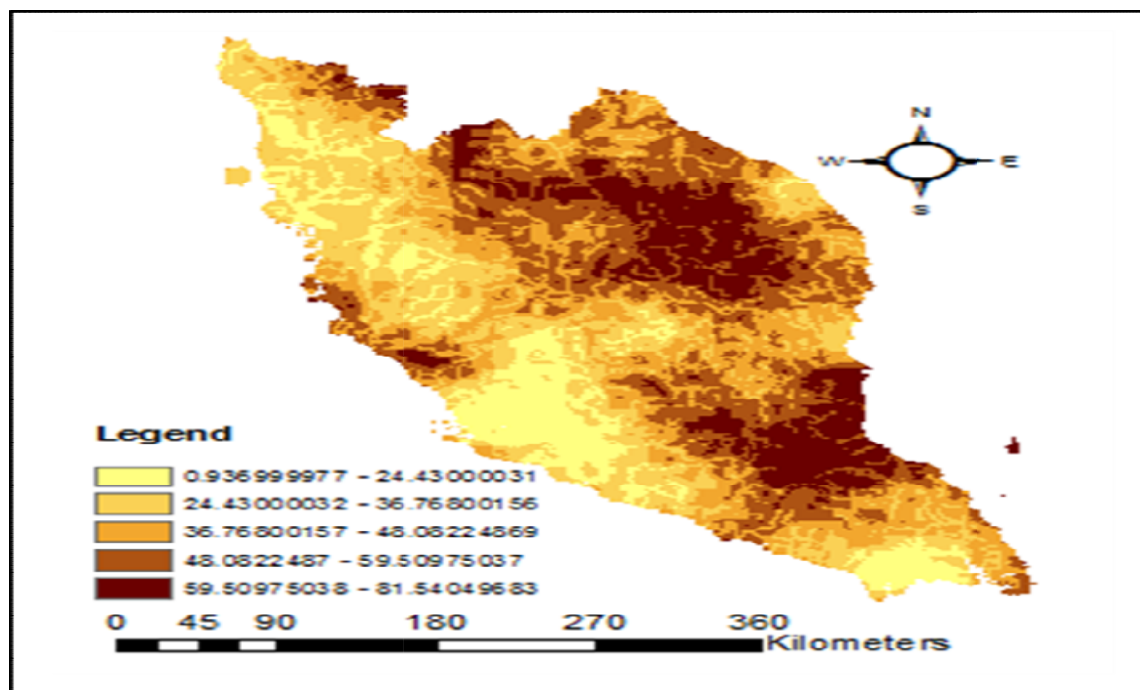 N
W E
S
Legend
0.936999977 - 24.43000031
24.43000032 - 36.76800156
36.76800157 - 48.08224869
48.0822487 - 59.50975037
59.50975038 - 81.54049683
0 45 90 180 270 360
Kilometers